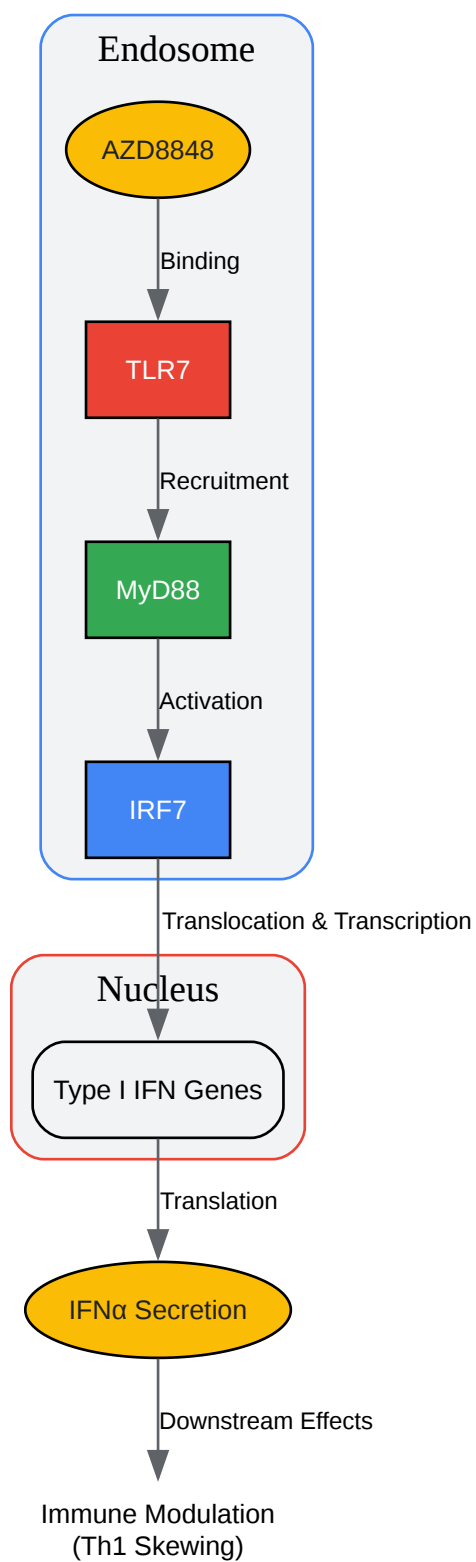 Endosome
AZD8848
Binding
TLR7
Recruitment
MyD88
Activation
IRF7
Translocation & Transcription
Nucleus
Type I IFN Genes
Translation
IFNα Secretion
Downstream Effects
Immune Modulation
(Th1 Skewing)